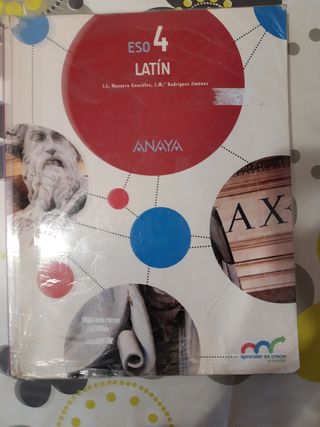 ESO 4
LATÍN
J.L. Navarro González, J.M.ª Rodríguez Jiménez
ANAYA
AX
aprender es crecer